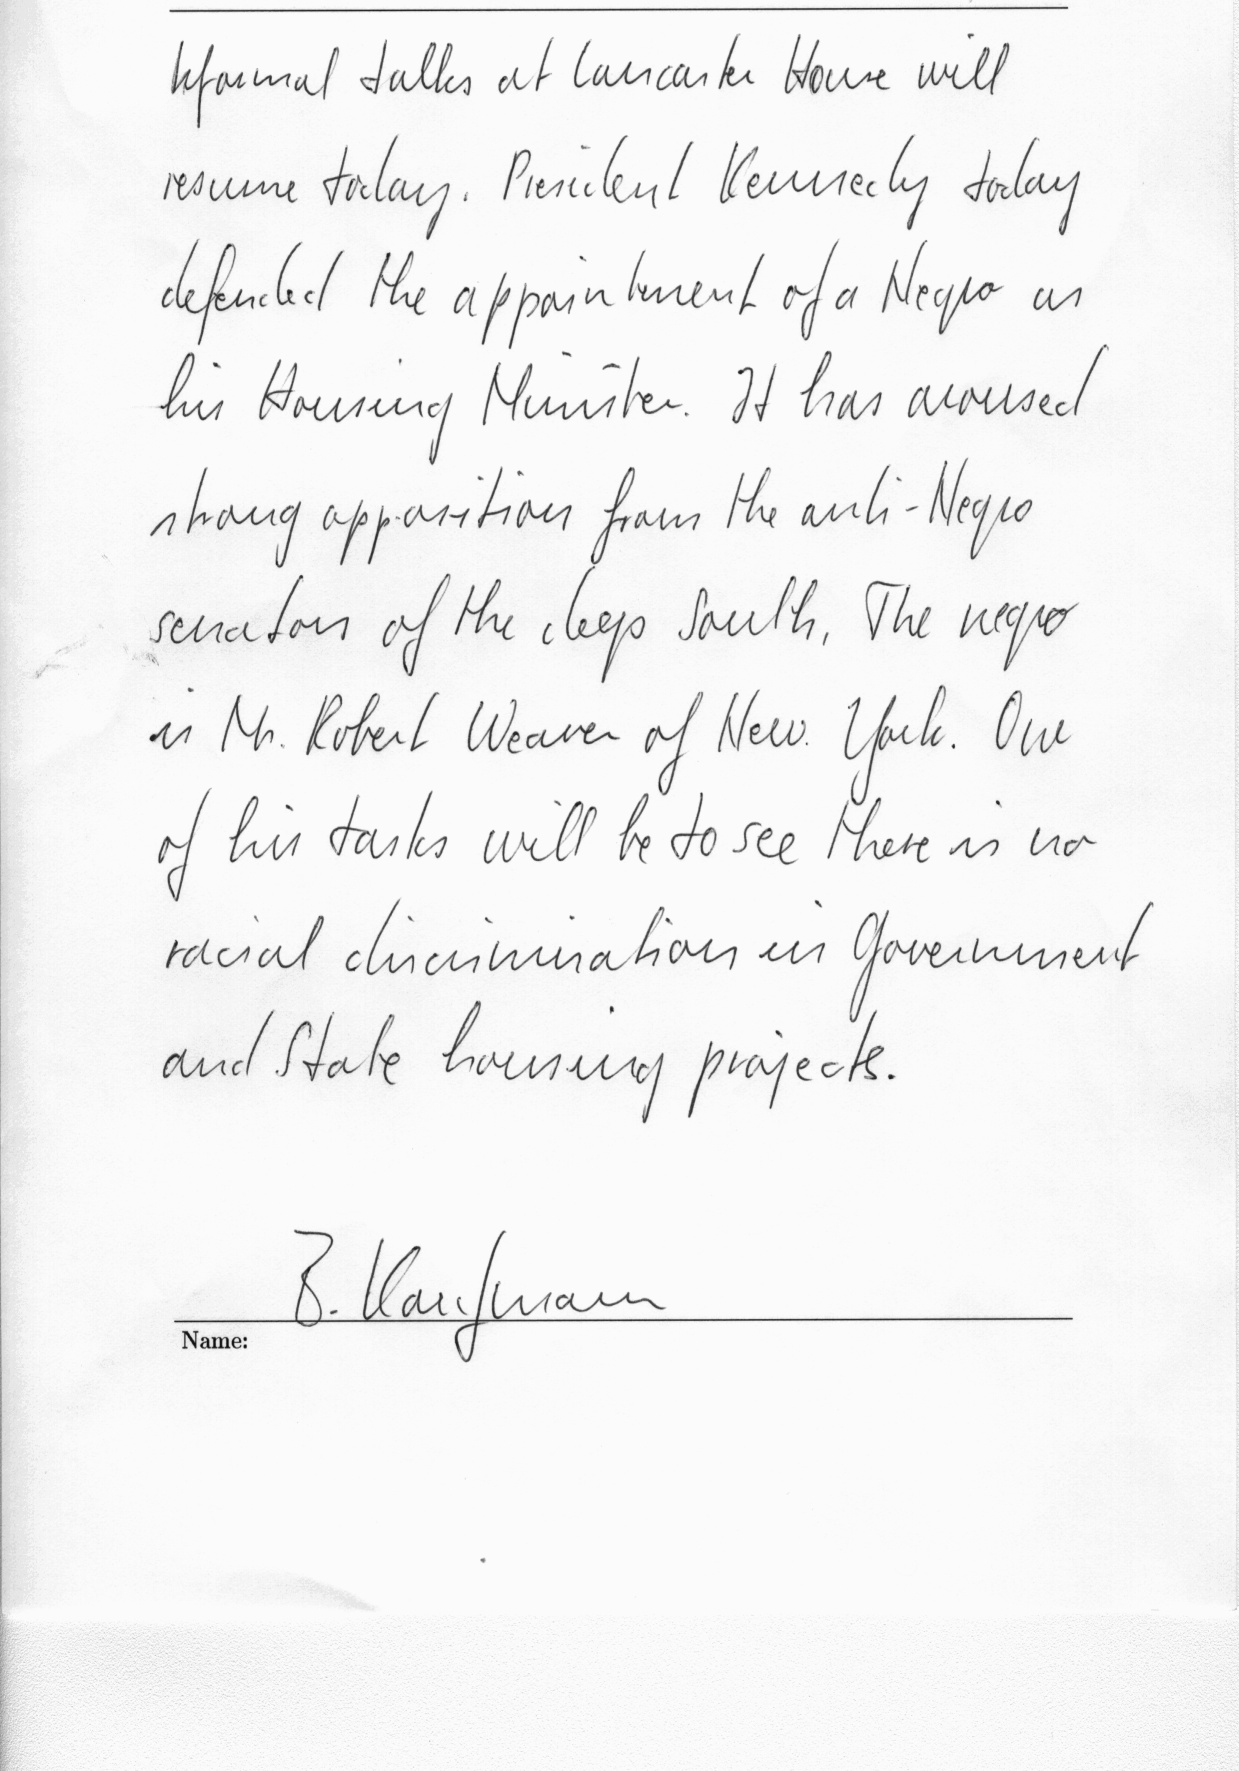 Informal talks at Lancaster House will
resume today. President Kennedy today
defended the appointment of a Negro as
his Housing Minister. It has aroused
strong opposition from the anti-Negro
senators of the deep South. The negro
is Mr. Robert Weaver of New York. One
of his tasks will be to see there is no
racial discrimination in Government
and State housing projects.
B. Kaufmann
Name: